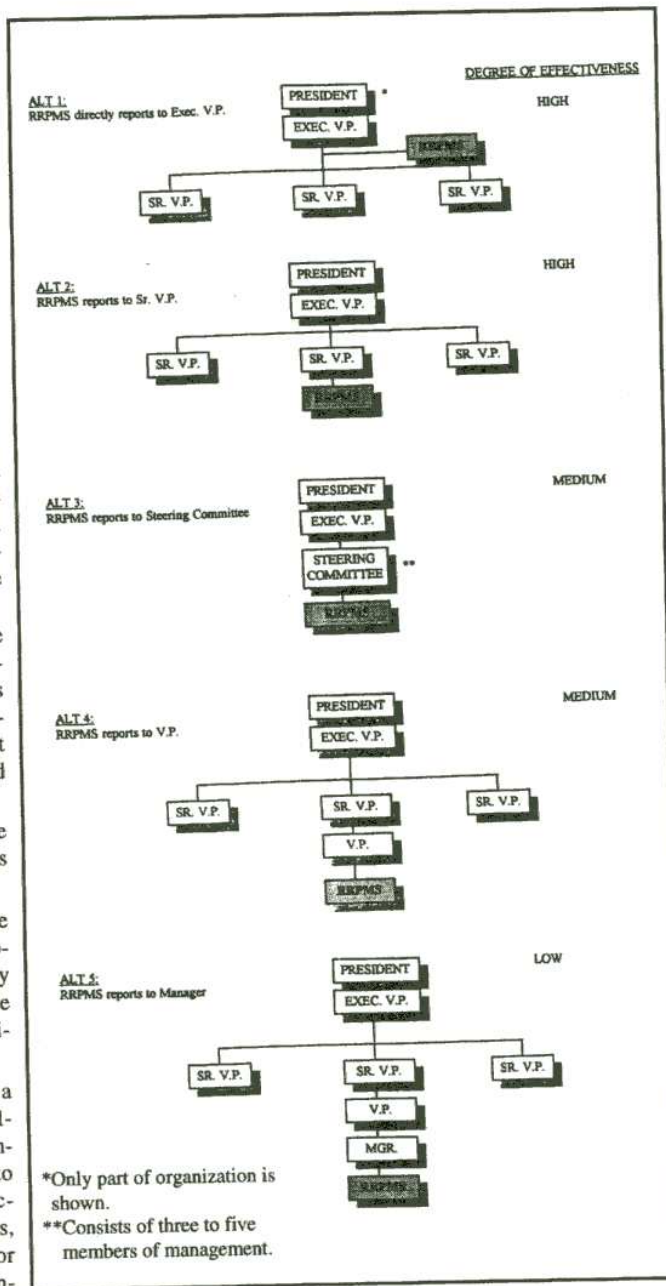 DEGREE OF EFFECTIVENESS
ALT 1:
RRPMS directly reports to Exec. V.P.
PRESIDENT *
HIGH
EXEC. V.P.
RRPMS
SR. V.P. SR. V.P. SR. V.P.
ALT 2:
RRPMS reports to Sr. V.P.
PRESIDENT
HIGH
EXEC. V.P.
SR. V.P. SR. V.P. SR. V.P.
RRPMS
ALT 3:
RRPMS reports to Steering Committee
PRESIDENT
MEDIUM
EXEC. V.P.
STEERING
COMMITTEE **
RRPMS
ALT 4:
RRPMS reports to V.P.
PRESIDENT
MEDIUM
EXEC. V.P.
SR. V.P. SR. V.P. SR. V.P.
V.P.
RRPMS
ALT 5:
RRPMS reports to Manager
PRESIDENT
LOW
EXEC. V.P.
SR. V.P. SR. V.P. SR. V.P.
V.P.
MGR.
RRPMS
*Only part of organization is
shown.
**Consists of three to five
members of management.